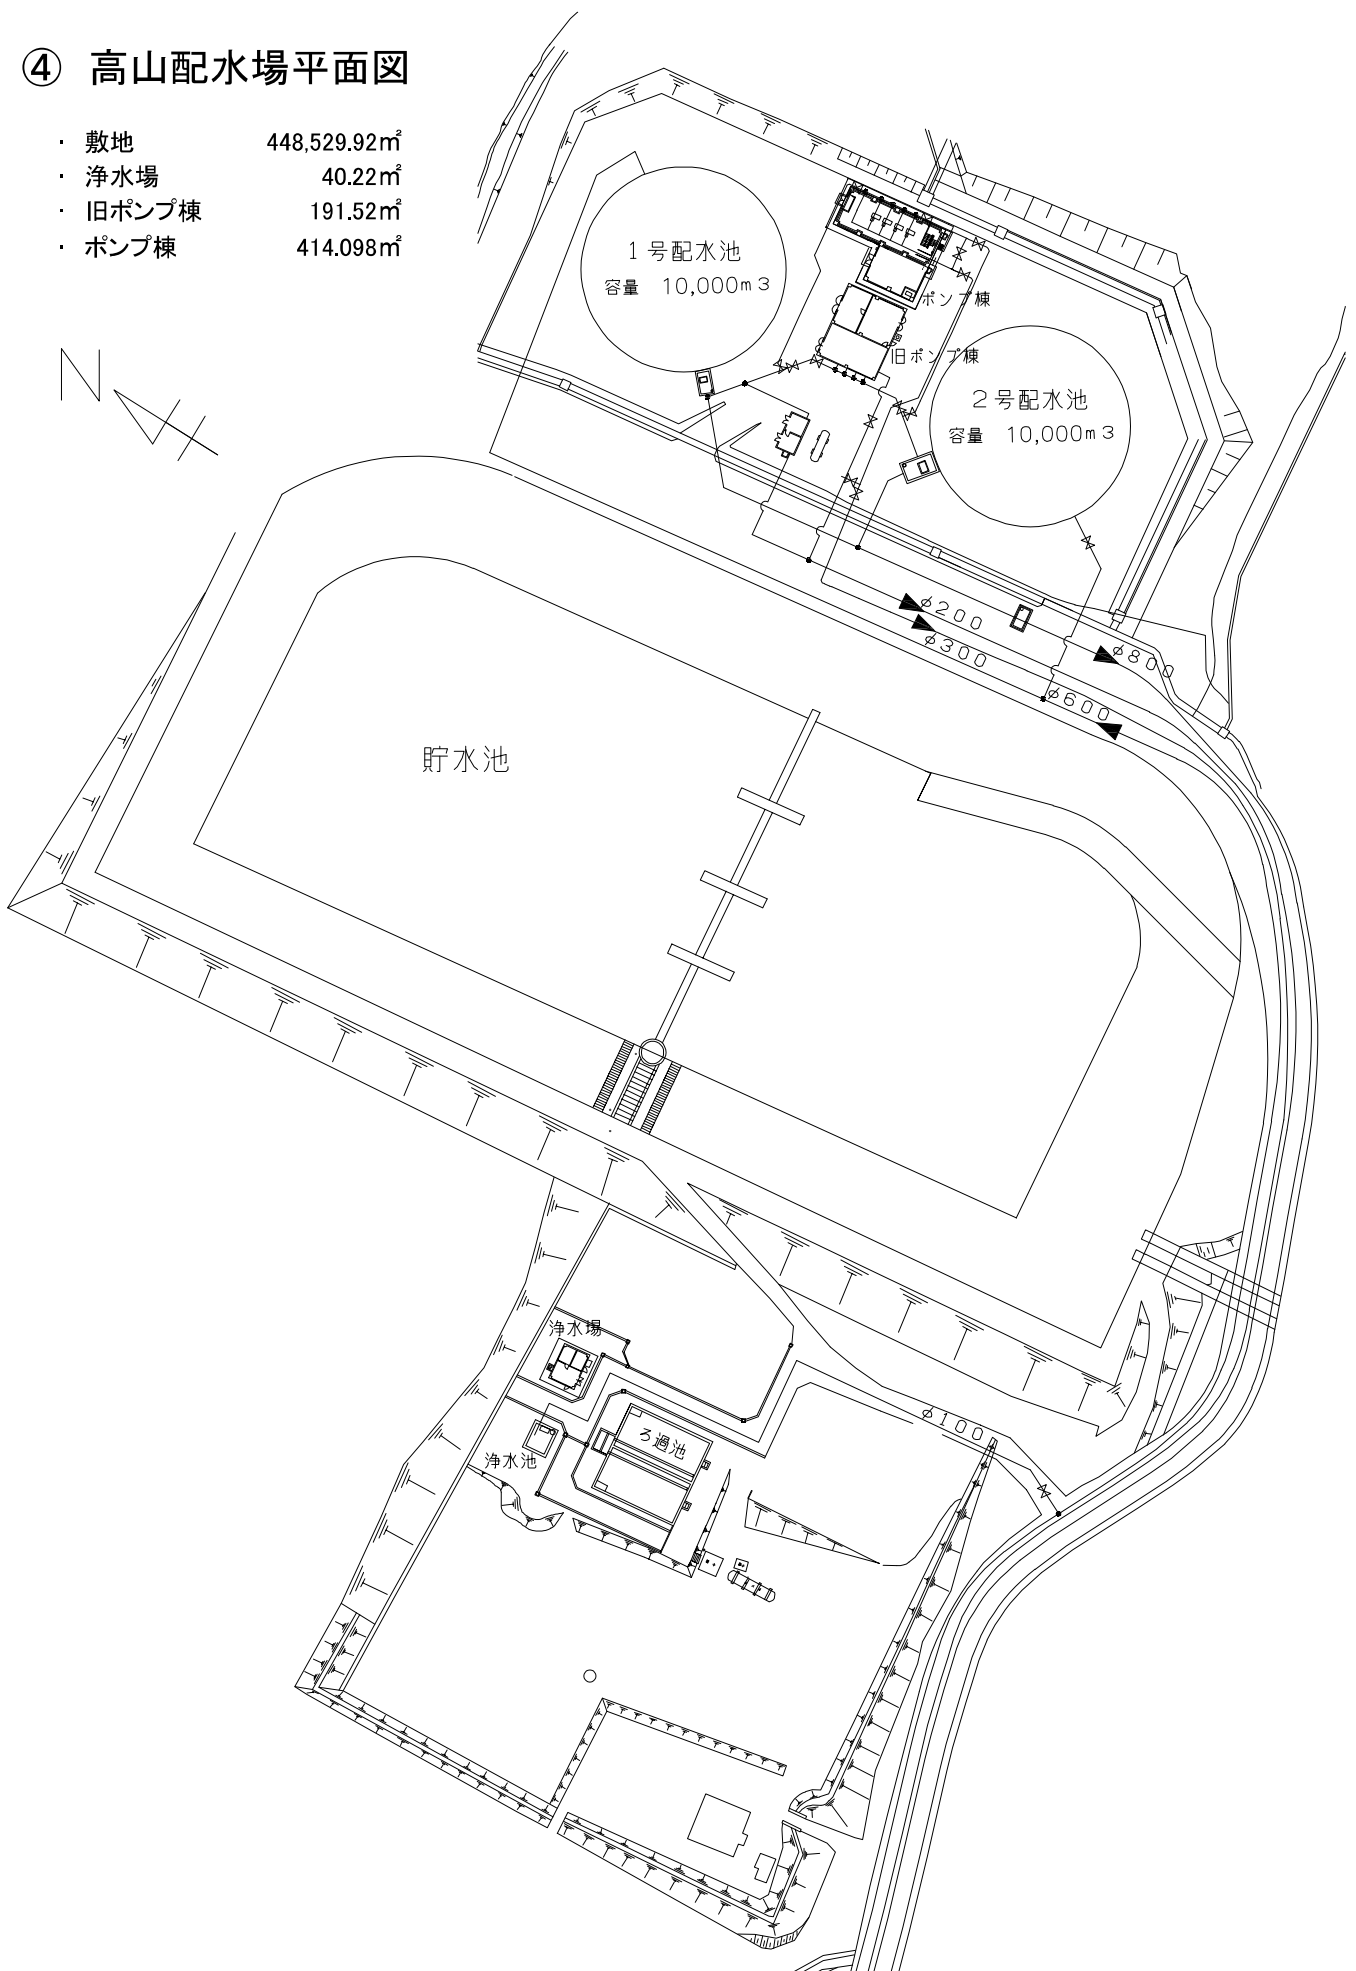 ④ 高山配水場平面図
・ 敷地 448,529.92㎡
・ 浄水場 40.22㎡
・ 旧ポンプ棟 191.52㎡
・ ポンプ棟 414.098㎡
N
１号配水池
容量 10,000m3
ポンプ棟
旧ポンプ棟
２号配水池
容量 10,000m3
φ200
φ300
φ800
φ600
貯水池
浄水場
φ100
ろ過池
浄水池